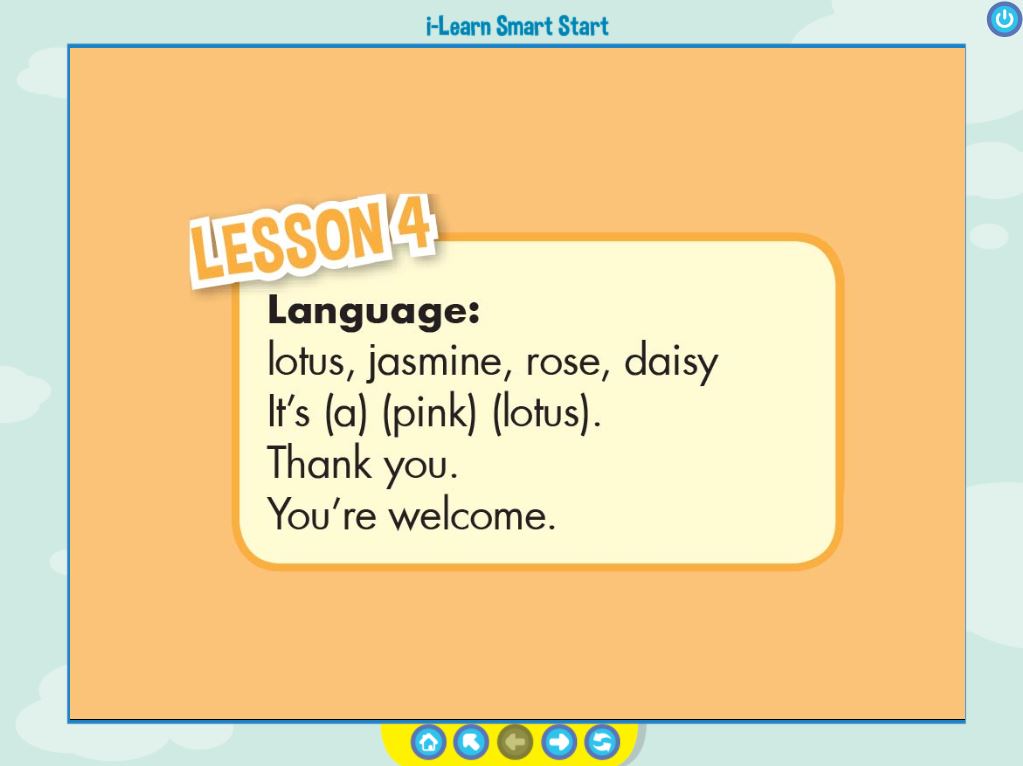 i-Learn Smart Start
LESSON 4
Language:
lotus, jasmine, rose, daisy
It's (a) (pink) (lotus).
Thank you.
You're welcome.